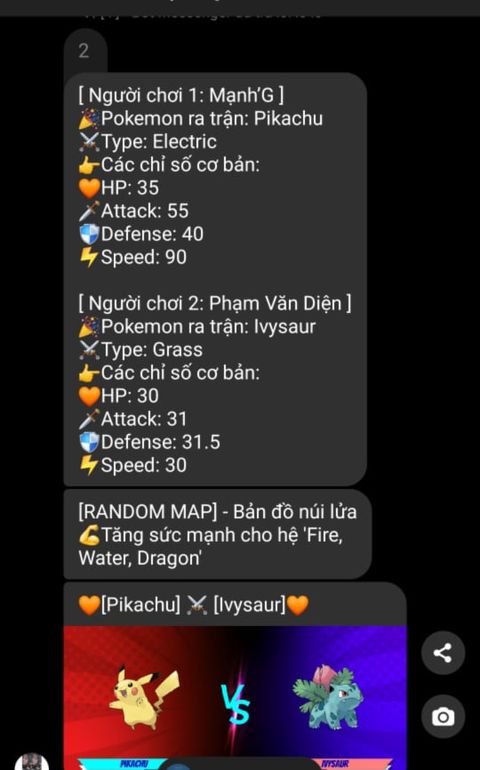 2
[ Người chơi 1: Mạnh'G ]
🎉Pokemon ra trận: Pikachu
⚔️Type: Electric
👉Các chỉ số cơ bản:
🧡HP: 35
🗡️Attack: 55
🛡️Defense: 40
⚡Speed: 90
[ Người chơi 2: Phạm Văn Diện ]
🎉Pokemon ra trận: Ivysaur
⚔️Type: Grass
👉Các chỉ số cơ bản:
🧡HP: 30
🗡️Attack: 31
🛡️Defense: 31.5
⚡Speed: 30
[RANDOM MAP] - Bản đồ núi lửa
💪Tăng sức mạnh cho hệ 'Fire,
Water, Dragon'
🧡[Pikachu] ⚔️ [Ivysaur]🧡
VS
PIKACHU
IVYSAUR